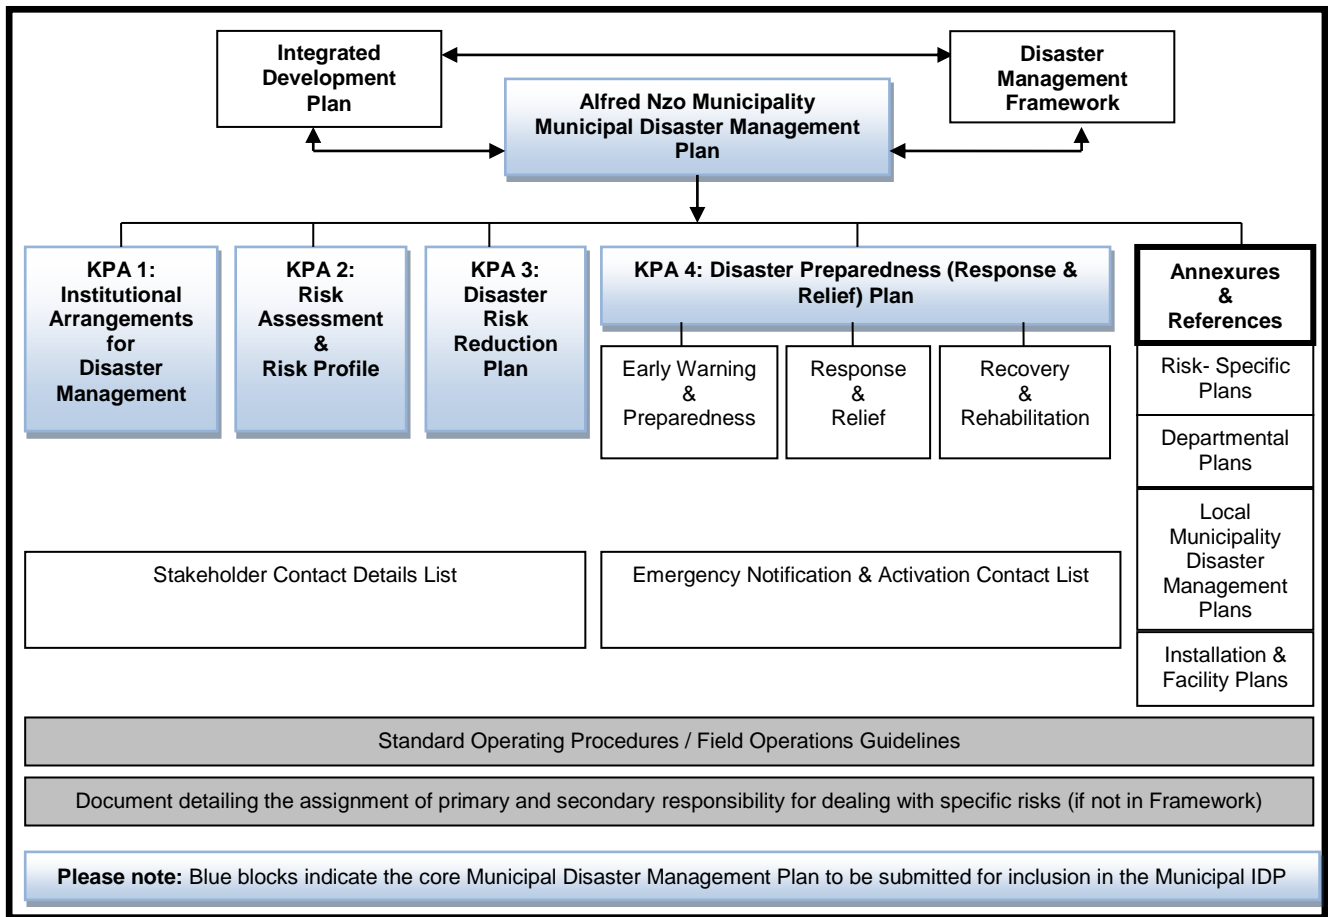 Integrated
Development
Plan
Disaster
Management
Framework
Alfred Nzo Municipality
Municipal Disaster Management
Plan
KPA 1:
Institutional
Arrangements
for
Disaster
Management
KPA 2:
Risk
Assessment
&
Risk Profile
KPA 3:
Disaster
Risk
Reduction
Plan
KPA 4: Disaster Preparedness (Response &
Relief) Plan
Early Warning
&
Preparedness
Response
&
Relief
Recovery
&
Rehabilitation
Annexures
&
References
Risk- Specific
Plans
Departmental
Plans
Local
Municipality
Disaster
Management
Plans
Installation &
Facility Plans
Stakeholder Contact Details List
Emergency Notification & Activation Contact List
Standard Operating Procedures / Field Operations Guidelines
Document detailing the assignment of primary and secondary responsibility for dealing with specific risks (if not in Framework)
Please note: Blue blocks indicate the core Municipal Disaster Management Plan to be submitted for inclusion in the Municipal IDP